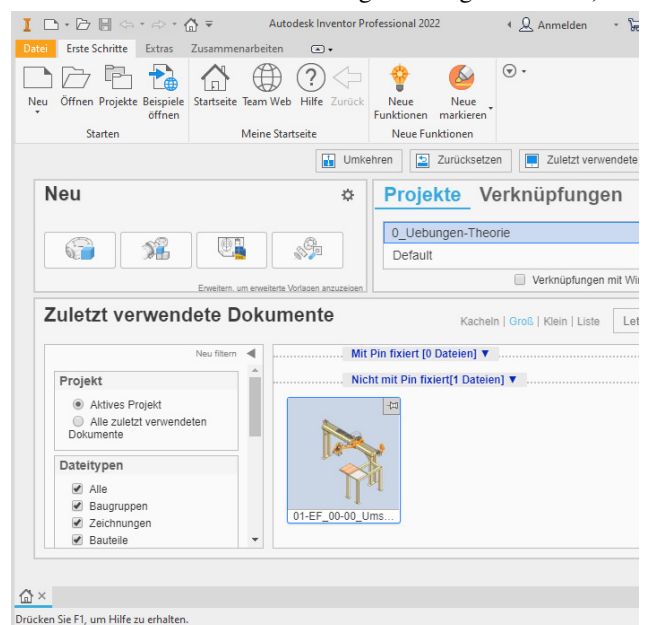 Autodesk Inventor Professional 2022
Anmelden
Datei Erste Schritte Extras Zusammenarbeiten
Neu Öffnen Projekte Beispiele öffnen Startseite Team Web Hilfe Zurück Neue Funktionen Neue markieren
Starten Meine Startseite Neue Funktionen
Umkehren Zurücksetzen Zuletzt verwendete
Neu
Projekte Verknüpfungen
0_Uebungen-Theorie
Default
Erweitern, um erweiterte Vorlagen anzuzeigen
Verknüpfungen mit
Zuletzt verwendete Dokumente
Kacheln | Groß | Klein | Liste
Neu filtern
Mit Pin fixiert [0 Dateien]
Nicht mit Pin fixiert[1 Dateien]
Projekt
Aktives Projekt
Alle zuletzt verwendeten
Dokumente
Dateitypen
Alle
Baugruppen
Zeichnungen
Bauteile
01-EF_00-00_Ums...
Drücken Sie F1, um Hilfe zu erhalten.